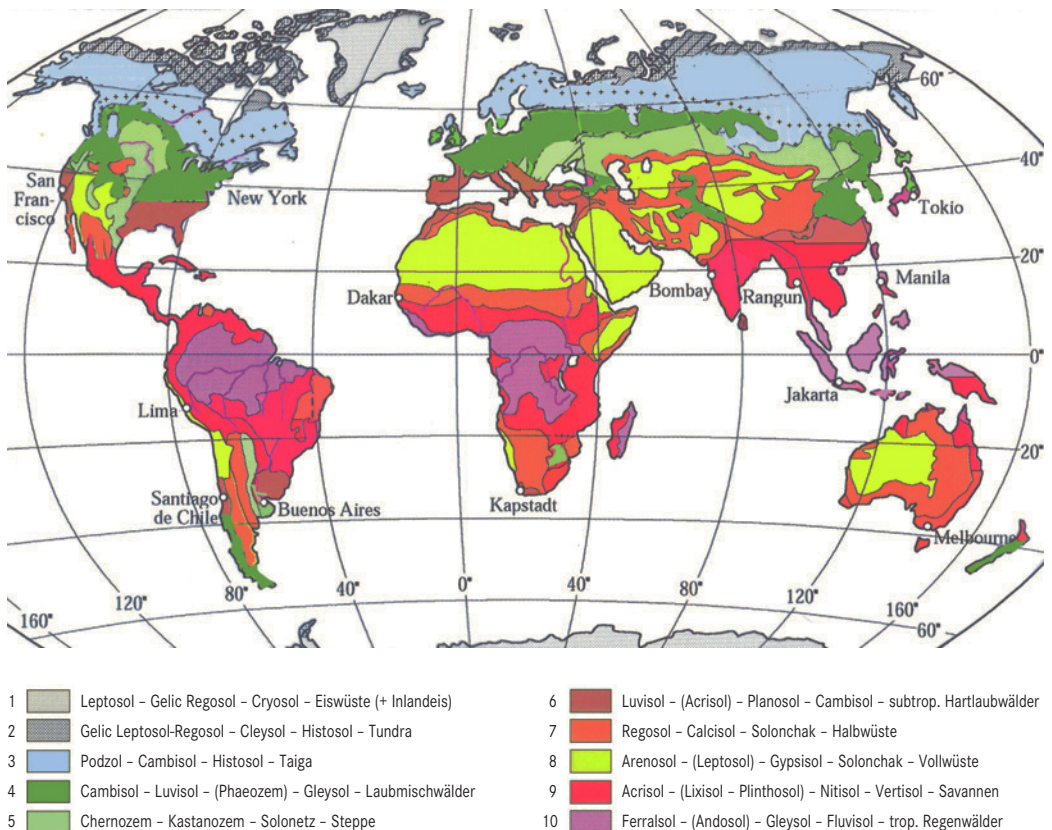 60°
40°
San
Fran-
cisco
New York
Tokio
20°
Manila
Dakar
Bombay
Rangun
0°
Jakarta
Lima
20°
Santiago
de Chile
Buenos Aires
Kapstadt
Melbourne
160°
120°
80°
40°
0°
40°
80°
120°
160°
60°
1 Leptosol – Gelic Regosol – Cryosol – Eiswüste (+ Inlandeis)
2 Gelic Leptosol-Regosol – Cleysol – Histosol – Tundra
3 Podzol – Cambisol – Histosol – Taiga
4 Cambisol – Luvisol – (Phaeozem) – Gleysol – Laubmischwälder
5 Chernozem – Kastanozem – Solonetz – Steppe
6 Luvisol – (Acrisol) – Planosol – Cambisol – subtrop. Hartlaubwälder
7 Regosol – Calcisol – Solonchak – Halbwüste
8 Arenosol – (Leptosol) – Gypsisol – Solonchak – Vollwüste
9 Acrisol – (Lixisol – Plinthosol) – Nitisol – Vertisol – Savannen
10 Ferralsol – (Andosol) – Gleysol – Fluvisol – trop. Regenwälder